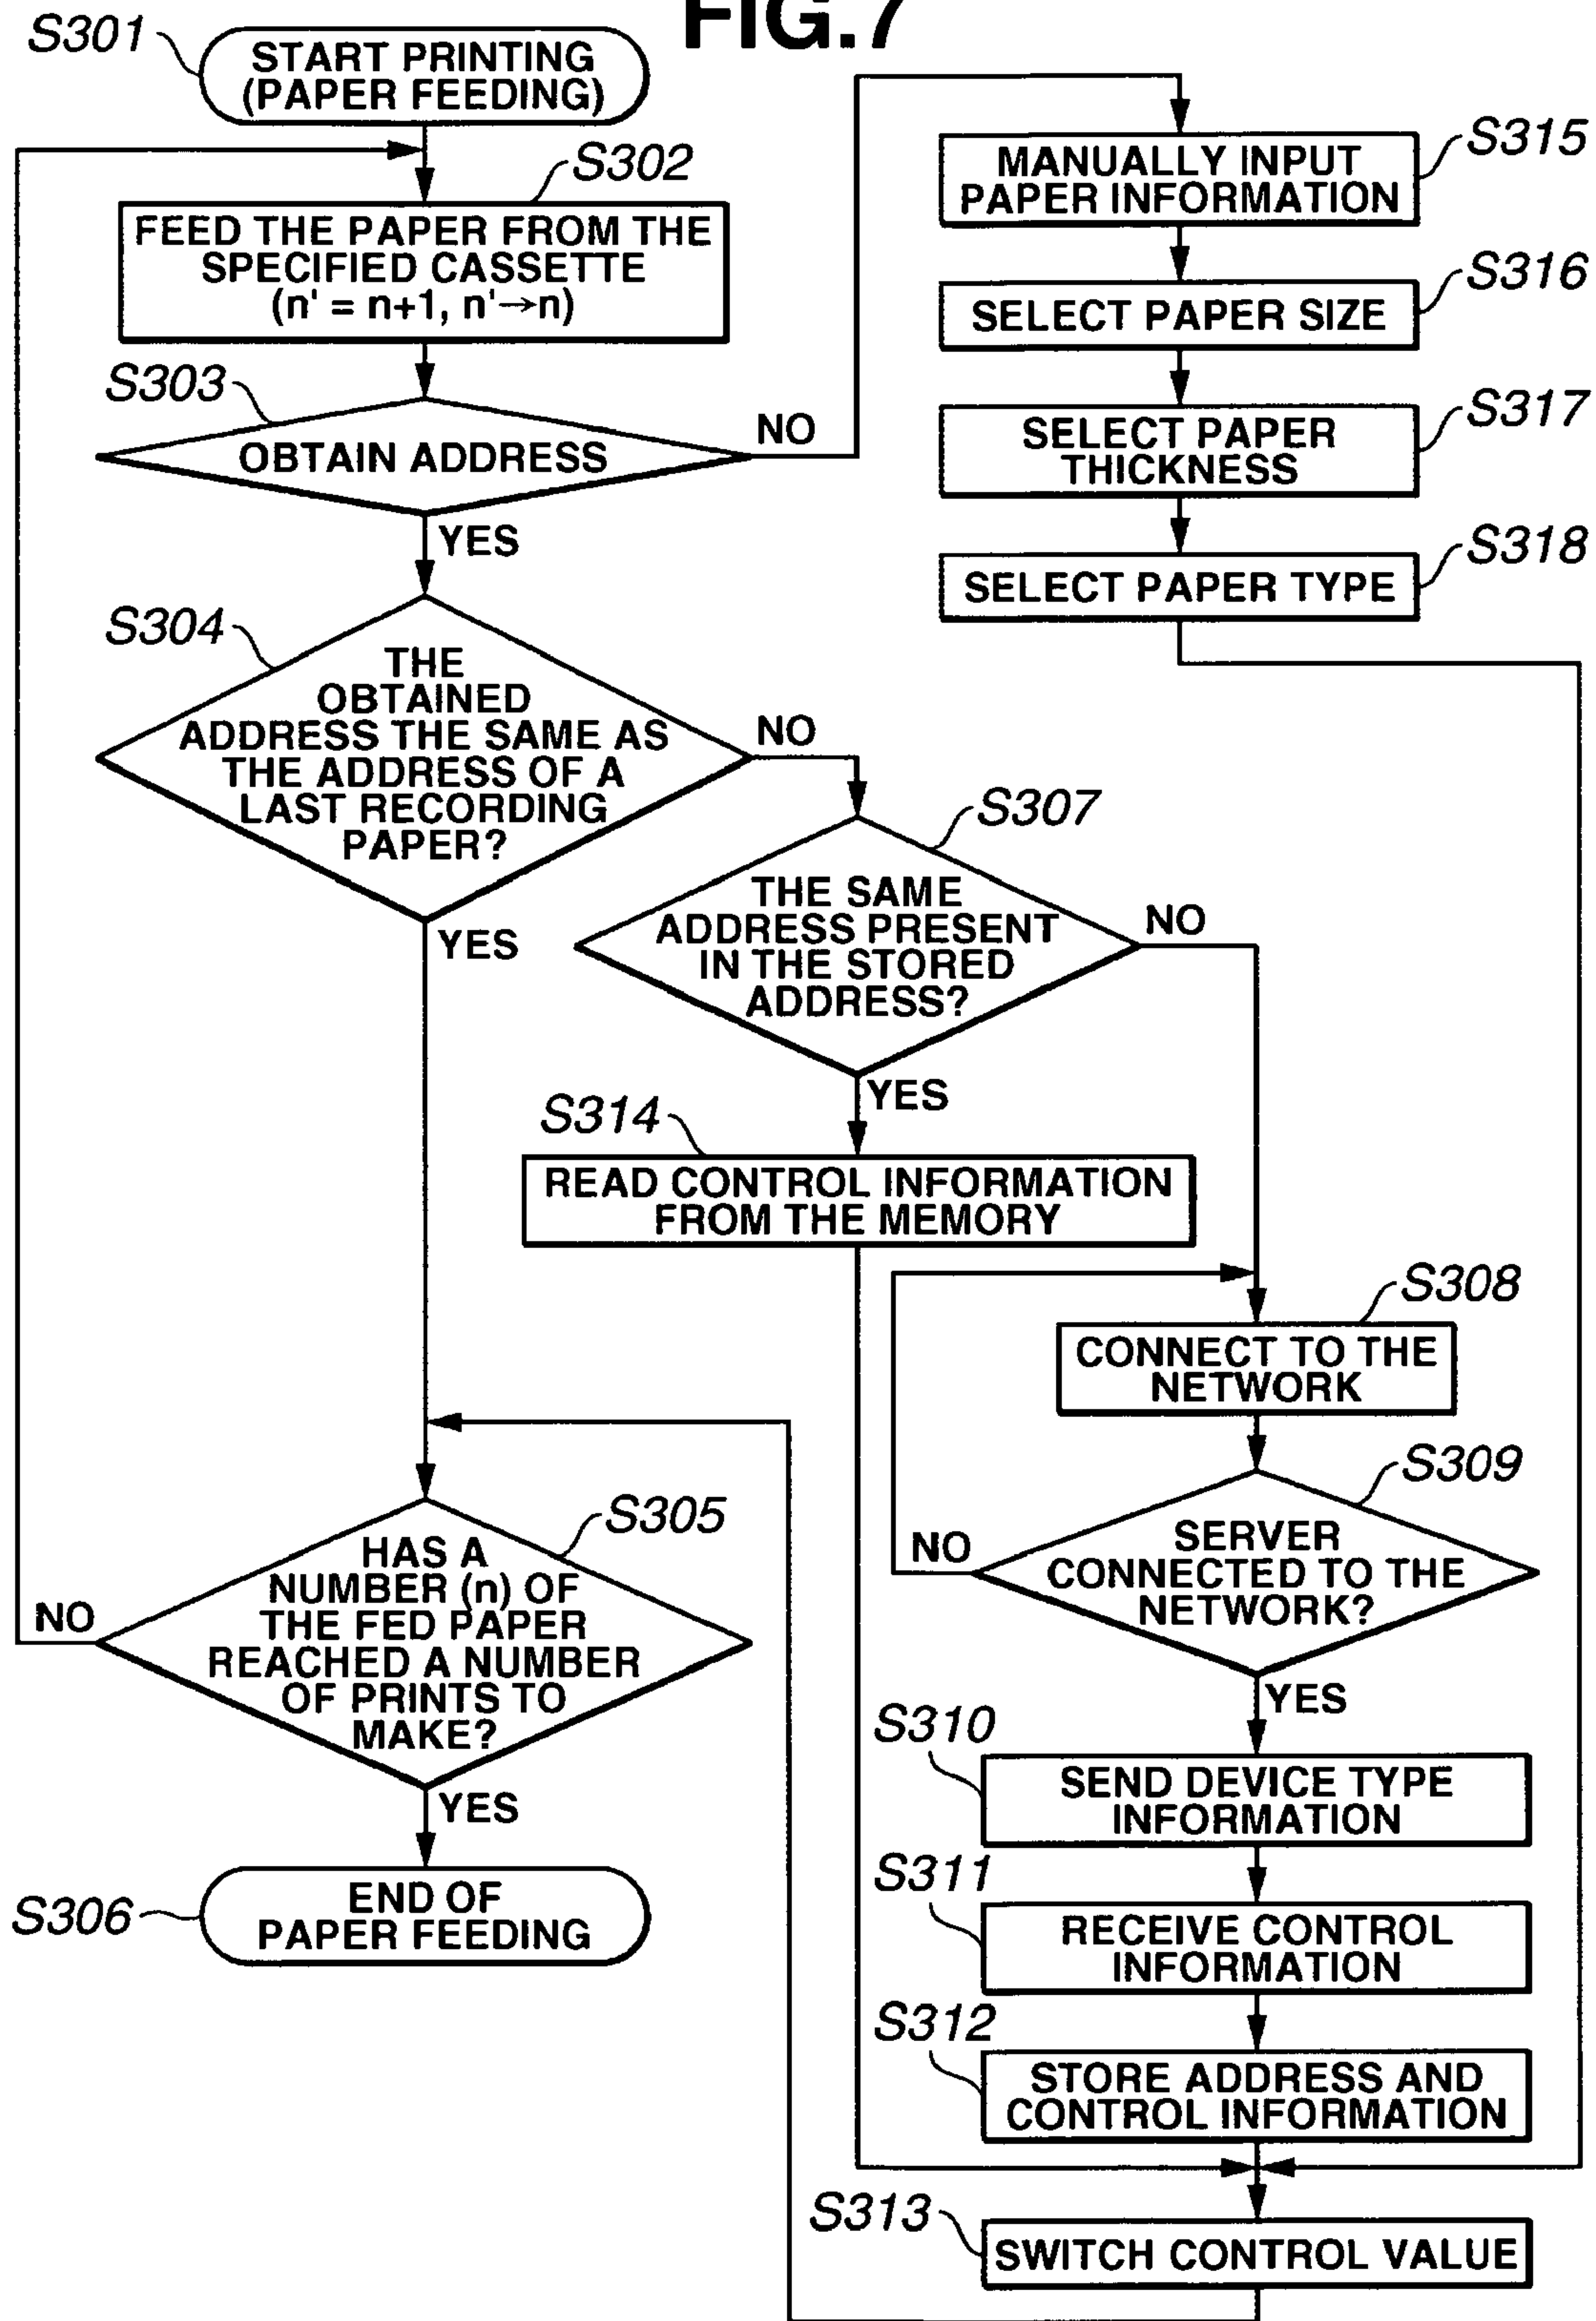 FIG.7
S301
START PRINTING
(PAPER FEEDING)
S302
FEED THE PAPER FROM THE
SPECIFIED CASSETTE
(n' = n+1, n'→n)
S303
OBTAIN ADDRESS
NO
YES
S304
THE
OBTAINED
ADDRESS THE SAME AS
THE ADDRESS OF A
LAST RECORDING
PAPER?
NO
YES
S305
HAS A
NUMBER (n) OF
THE FED PAPER
REACHED A NUMBER
OF PRINTS TO
MAKE?
NO
YES
S306
END OF
PAPER FEEDING
S307
THE SAME
ADDRESS PRESENT
IN THE STORED
ADDRESS?
NO
YES
S314
READ CONTROL INFORMATION
FROM THE MEMORY
S308
CONNECT TO THE
NETWORK
S309
SERVER
CONNECTED TO THE
NETWORK?
NO
YES
S310
SEND DEVICE TYPE
INFORMATION
S311
RECEIVE CONTROL
INFORMATION
S312
STORE ADDRESS AND
CONTROL INFORMATION
S313
SWITCH CONTROL VALUE
S315
MANUALLY INPUT
PAPER INFORMATION
S316
SELECT PAPER SIZE
S317
SELECT PAPER
THICKNESS
S318
SELECT PAPER TYPE